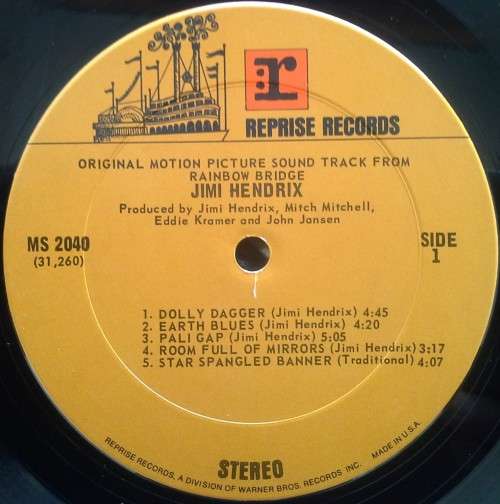 r
REPRISE RECORDS
ORIGINAL MOTION PICTURE SOUND TRACK FROM
RAINBOW BRIDGE
JIMI HENDRIX
Produced by Jimi Hendrix, Mitch Mitchell,
Eddie Kramer and John Jansen
MS 2040
(31,260)
SIDE
1
1. DOLLY DAGGER (Jimi Hendrix) 4:45
2. EARTH BLUES (Jimi Hendrix) 4:20
3. PALI GAP (Jimi Hendrix) 5:05
4. ROOM FULL OF MIRRORS (Jimi Hendrix) 3:17
5. STAR SPANGLED BANNER (Traditional) 4:07
STEREO
REPRISE RECORDS, A DIVISION OF WARNER BROS. RECORDS INC. MADE IN U.S.A.